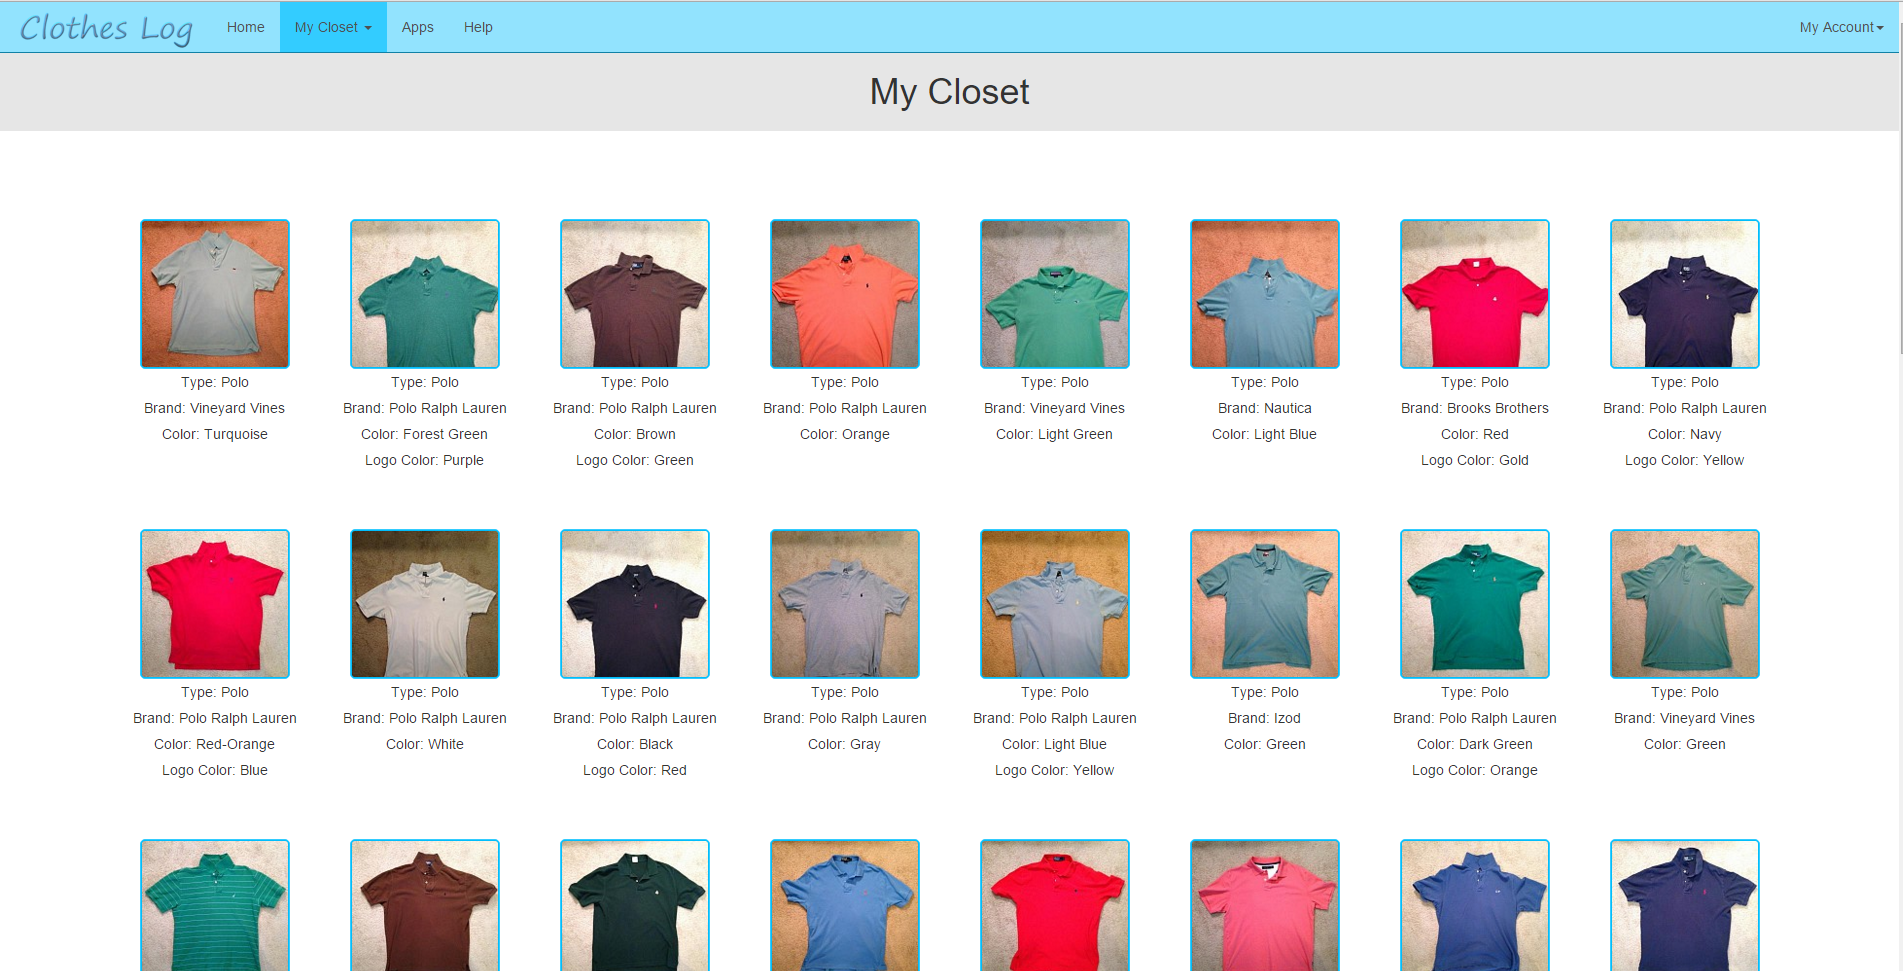 Clothes Log Home My Closet Apps Help My Account
My Closet
Type: Polo Type: Polo Type: Polo Type: Polo Type: Polo Type: Polo Type: Polo Type: Polo
Brand: Vineyard Vines Brand: Polo Ralph Lauren Brand: Polo Ralph Lauren Brand: Polo Ralph Lauren Brand: Vineyard Vines Brand: Nautica Brand: Brooks Brothers Brand: Polo Ralph Lauren
Color: Turquoise Color: Forest Green Color: Brown Color: Orange Color: Light Green Color: Light Blue Color: Red Color: Navy
Logo Color: Purple Logo Color: Green Logo Color: Gold Logo Color: Yellow
Type: Polo Type: Polo Type: Polo Type: Polo Type: Polo Type: Polo Type: Polo Type: Polo
Brand: Polo Ralph Lauren Brand: Polo Ralph Lauren Brand: Polo Ralph Lauren Brand: Polo Ralph Lauren Brand: Polo Ralph Lauren Brand: Izod Brand: Polo Ralph Lauren Brand: Vineyard Vines
Color: Red-Orange Color: White Color: Black Color: Gray Color: Light Blue Color: Green Color: Dark Green Color: Green
Logo Color: Blue Logo Color: Red Logo Color: Yellow Logo Color: Orange